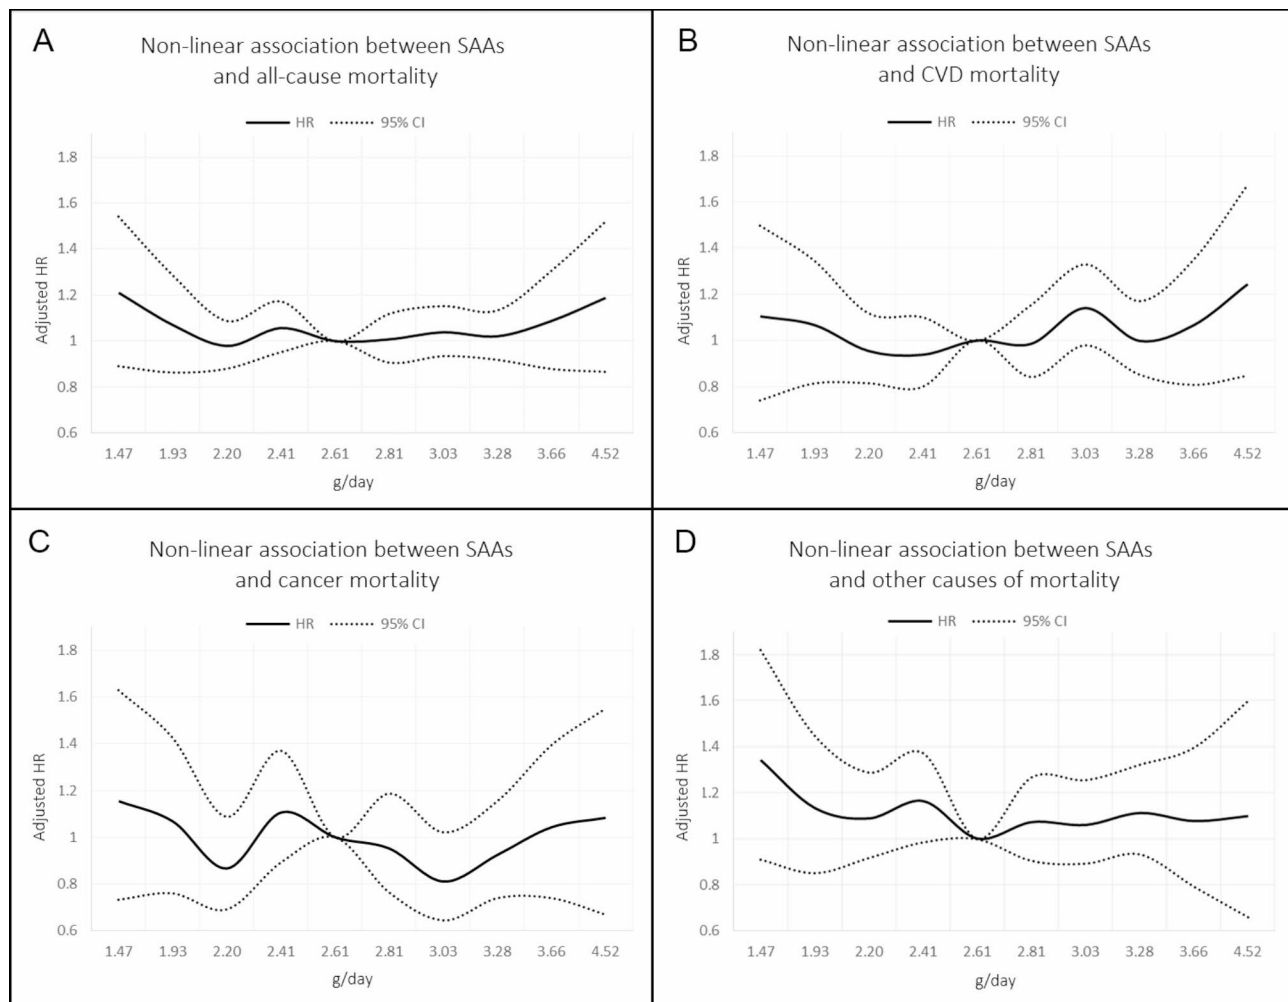 A
Non-linear association between SAAs
and all-cause mortality
HR
95% CI
1.8
1.6
1.4
1.2
1
0.8
0.6
Adjusted HR
1.47 1.93 2.20 2.41 2.61 2.81 3.03 3.28 3.66 4.52
g/day
B
Non-linear association between SAAs
and CVD mortality
HR
95% CI
1.8
1.6
1.4
1.2
1
0.8
0.6
Adjusted HR
1.47 1.93 2.20 2.41 2.61 2.81 3.03 3.28 3.66 4.52
g/day
C
Non-linear association between SAAs
and cancer mortality
HR
95% CI
1.8
1.6
1.4
1.2
1
0.8
0.6
Adjusted HR
1.47 1.93 2.20 2.41 2.61 2.81 3.03 3.28 3.66 4.52
g/day
D
Non-linear association between SAAs
and other causes of mortality
HR
95% CI
1.8
1.6
1.4
1.2
1
0.8
0.6
Adjusted HR
1.47 1.93 2.20 2.41 2.61 2.81 3.03 3.28 3.66 4.52
g/day